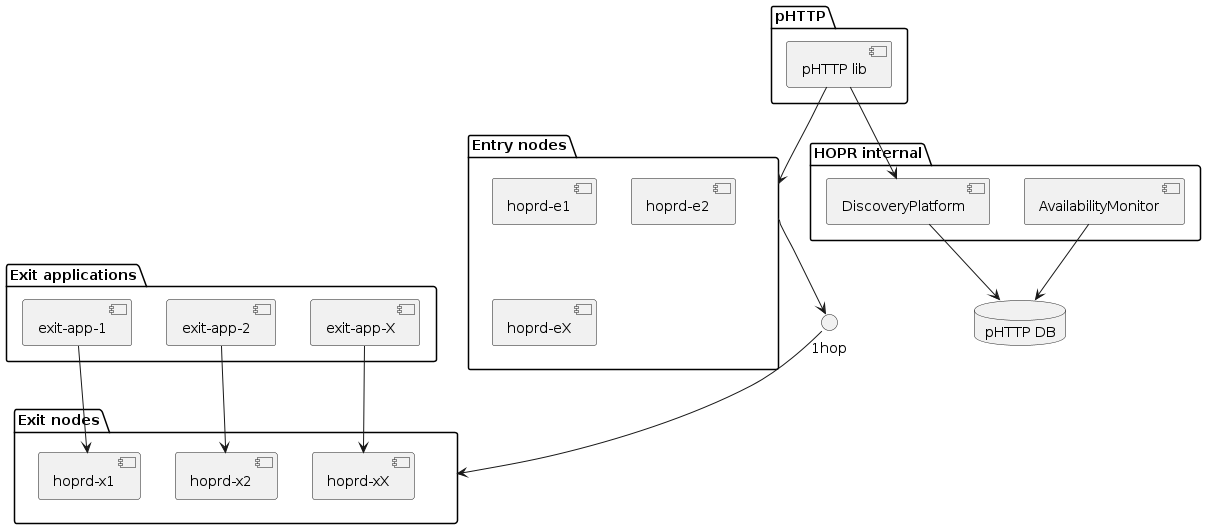 pHTTP
pHTTP lib
Entry nodes
hoprd-e1
hoprd-e2
hoprd-eX
HOPR internal
DiscoveryPlatform
AvailabilityMonitor
Exit applications
exit-app-1
exit-app-2
exit-app-X
1hop
pHTTP DB
Exit nodes
hoprd-x1
hoprd-x2
hoprd-xX